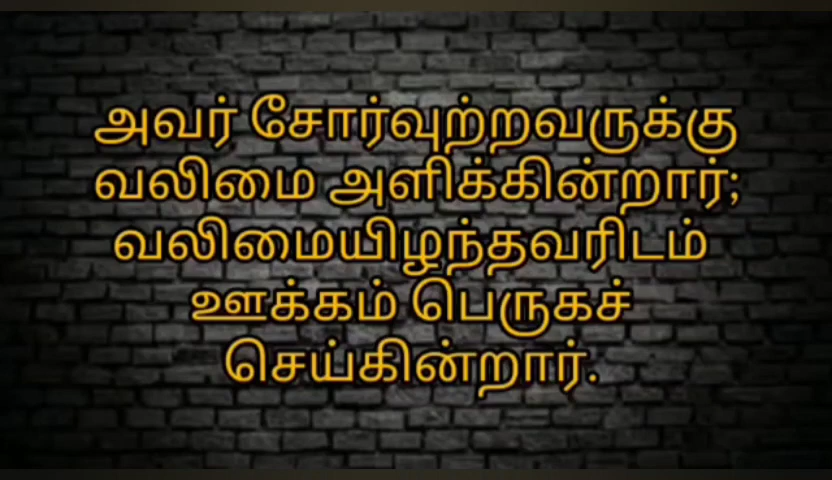 அவர் சோர்வுற்றவருக்கு
வலிமை அளிக்கின்றார்;
வலிமையிழந்தவரிடம்
ஊக்கம் பெருகச்
செய்கின்றார்.